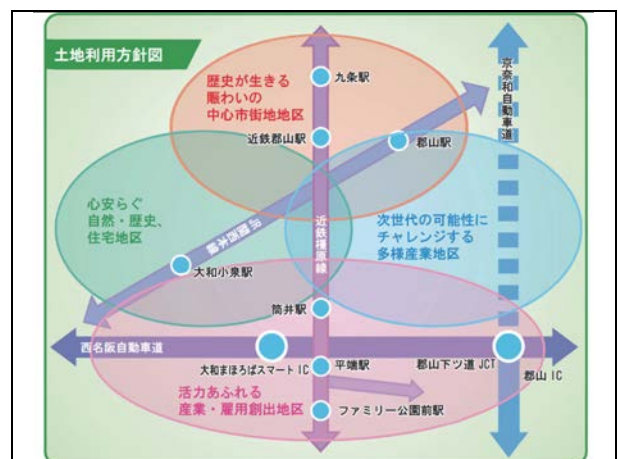 土地利用方針図
歴史が生きる
賑わいの
中心市街地地区
九条駅
近鉄郡山駅
郡山駅
京奈和自動車道
心安らぐ
自然・歴史、
住宅地区
近鉄橿原線
次世代の可能性に
チャレンジする
多様産業地区
大和小泉駅
筒井駅
西名阪自動車道
大和まほろばスマートIC
平端駅
郡山下ツ道JCT
郡山IC
活力あふれる
産業・雇用創出地区
ファミリー公園前駅